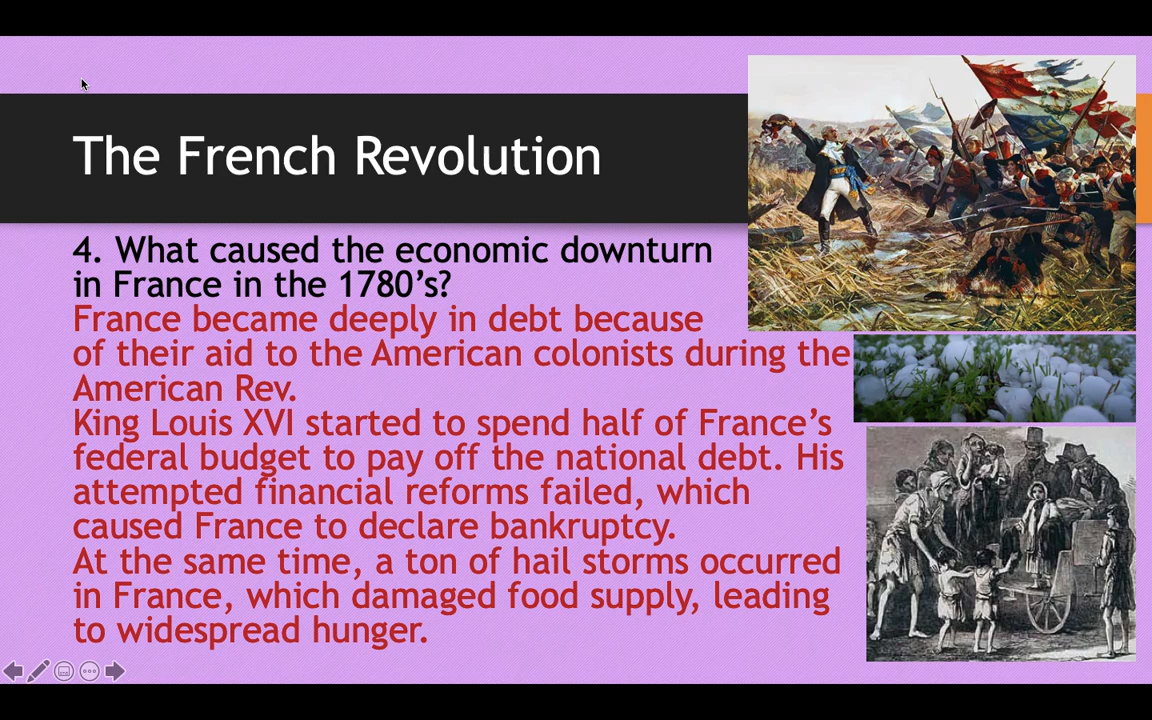 The French Revolution
4. What caused the economic downturn
in France in the 1780’s?
France became deeply in debt because
of their aid to the American colonists during the
American Rev.
King Louis XVI started to spend half of France’s
federal budget to pay off the national debt. His
attempted financial reforms failed, which
caused France to declare bankruptcy.
At the same time, a ton of hail storms occurred
in France, which damaged food supply, leading
to widespread hunger.